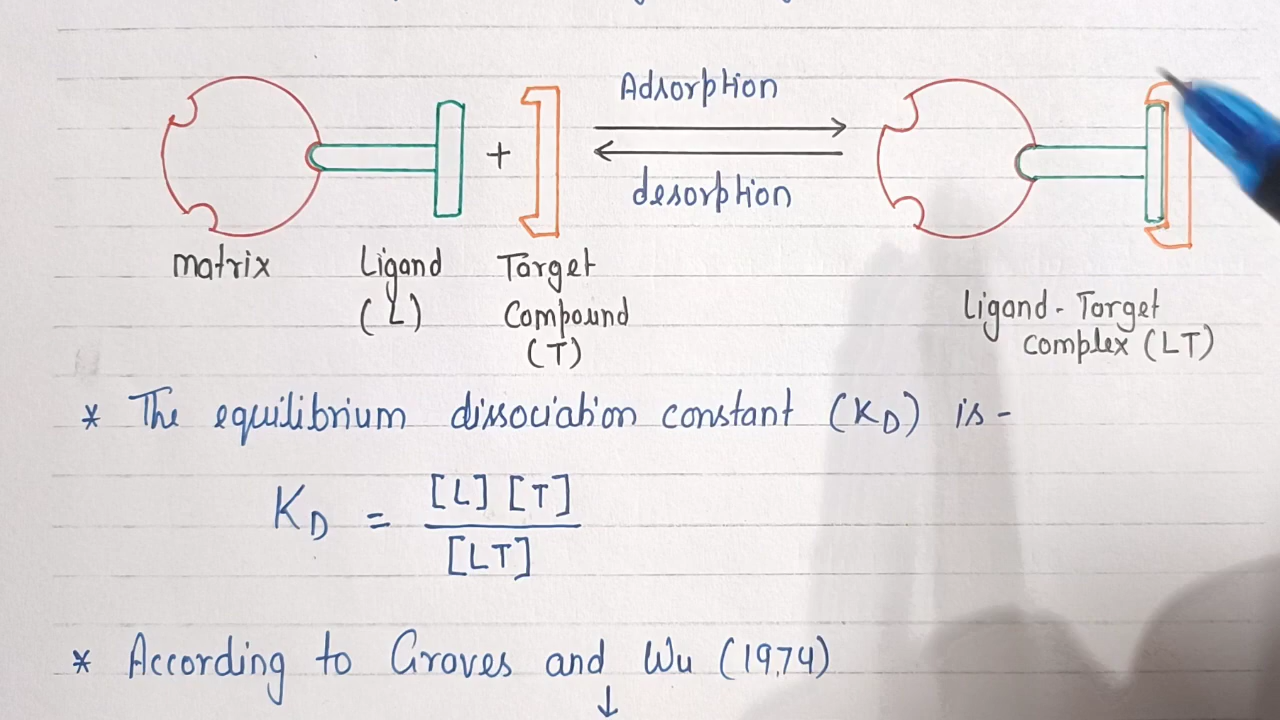 Adsorption
+
desorption
matrix
Ligand
(L)
Target
Compound
(T)
Ligand - Target
complex (LT)
* The equilibrium dissociation constant (KD) is -
KD = [L] [T]
[LT]
* According to Groves and Wu (1974)
↓